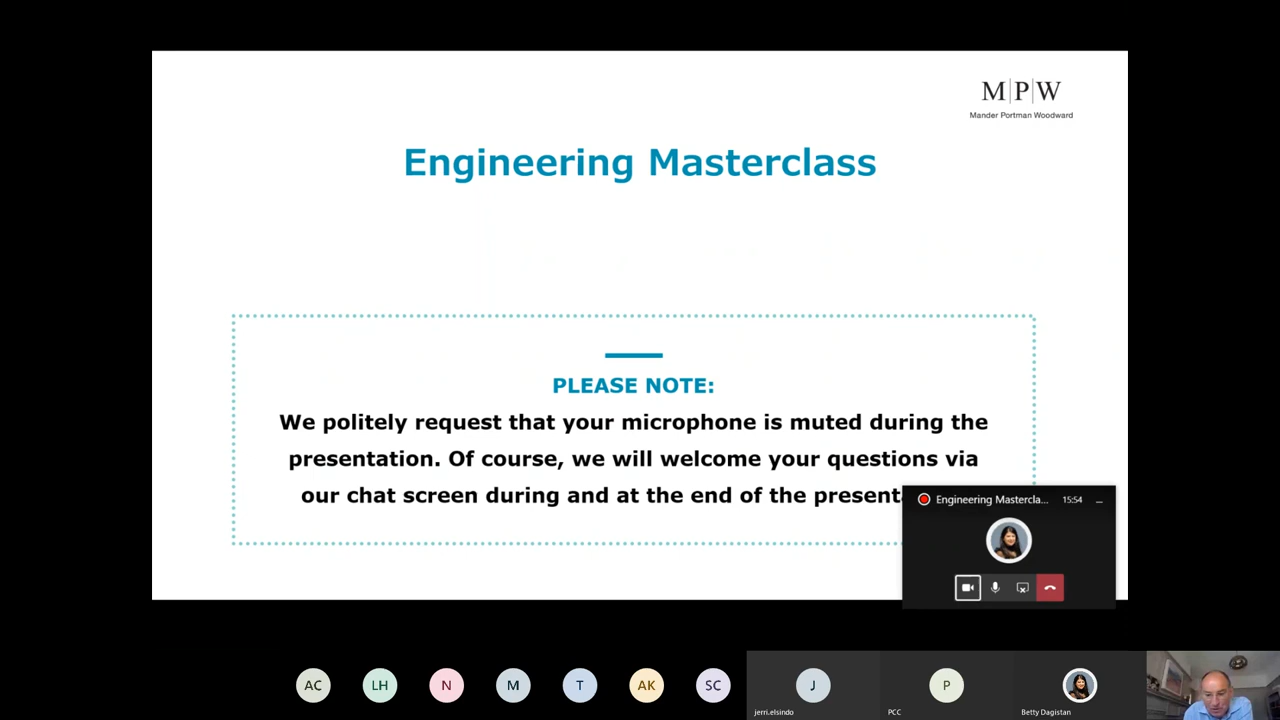 M|P|W
Mander Portman Woodward
Engineering Masterclass
PLEASE NOTE:
We politely request that your microphone is muted during the
presentation. Of course, we will welcome your questions via
our chat screen during and at the end of the
Engineering Mastercla... 15:54
AC LH N M T AK SC J P
jerri.elsindo PCC Betty Dagistan